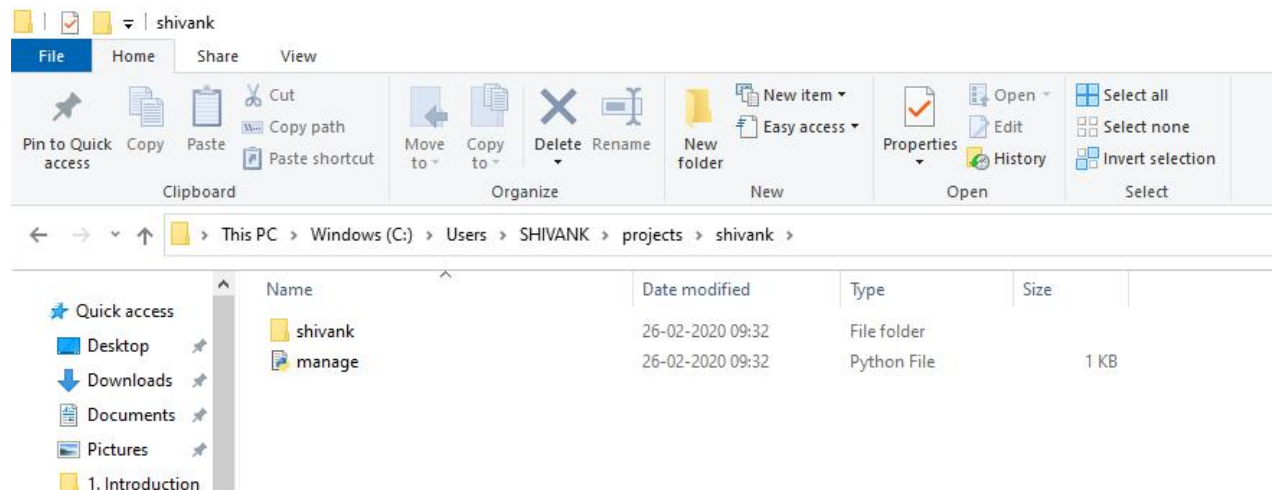 shivank
File Home Share View
Pin to Quick access
Copy
Paste
Cut
Copy path
Paste shortcut
Clipboard
Move to
Copy to
Delete
Rename
Organize
New folder
New item
Easy access
New
Properties
Open
Edit
History
Open
Select all
Select none
Invert selection
Select
This PC > Windows (C:) > Users > SHIVANK > projects > shivank >
Name Date modified Type Size
shivank 26-02-2020 09:32 File folder
manage 26-02-2020 09:32 Python File 1 KB
Quick access
Desktop
Downloads
Documents
Pictures
1. Introduction